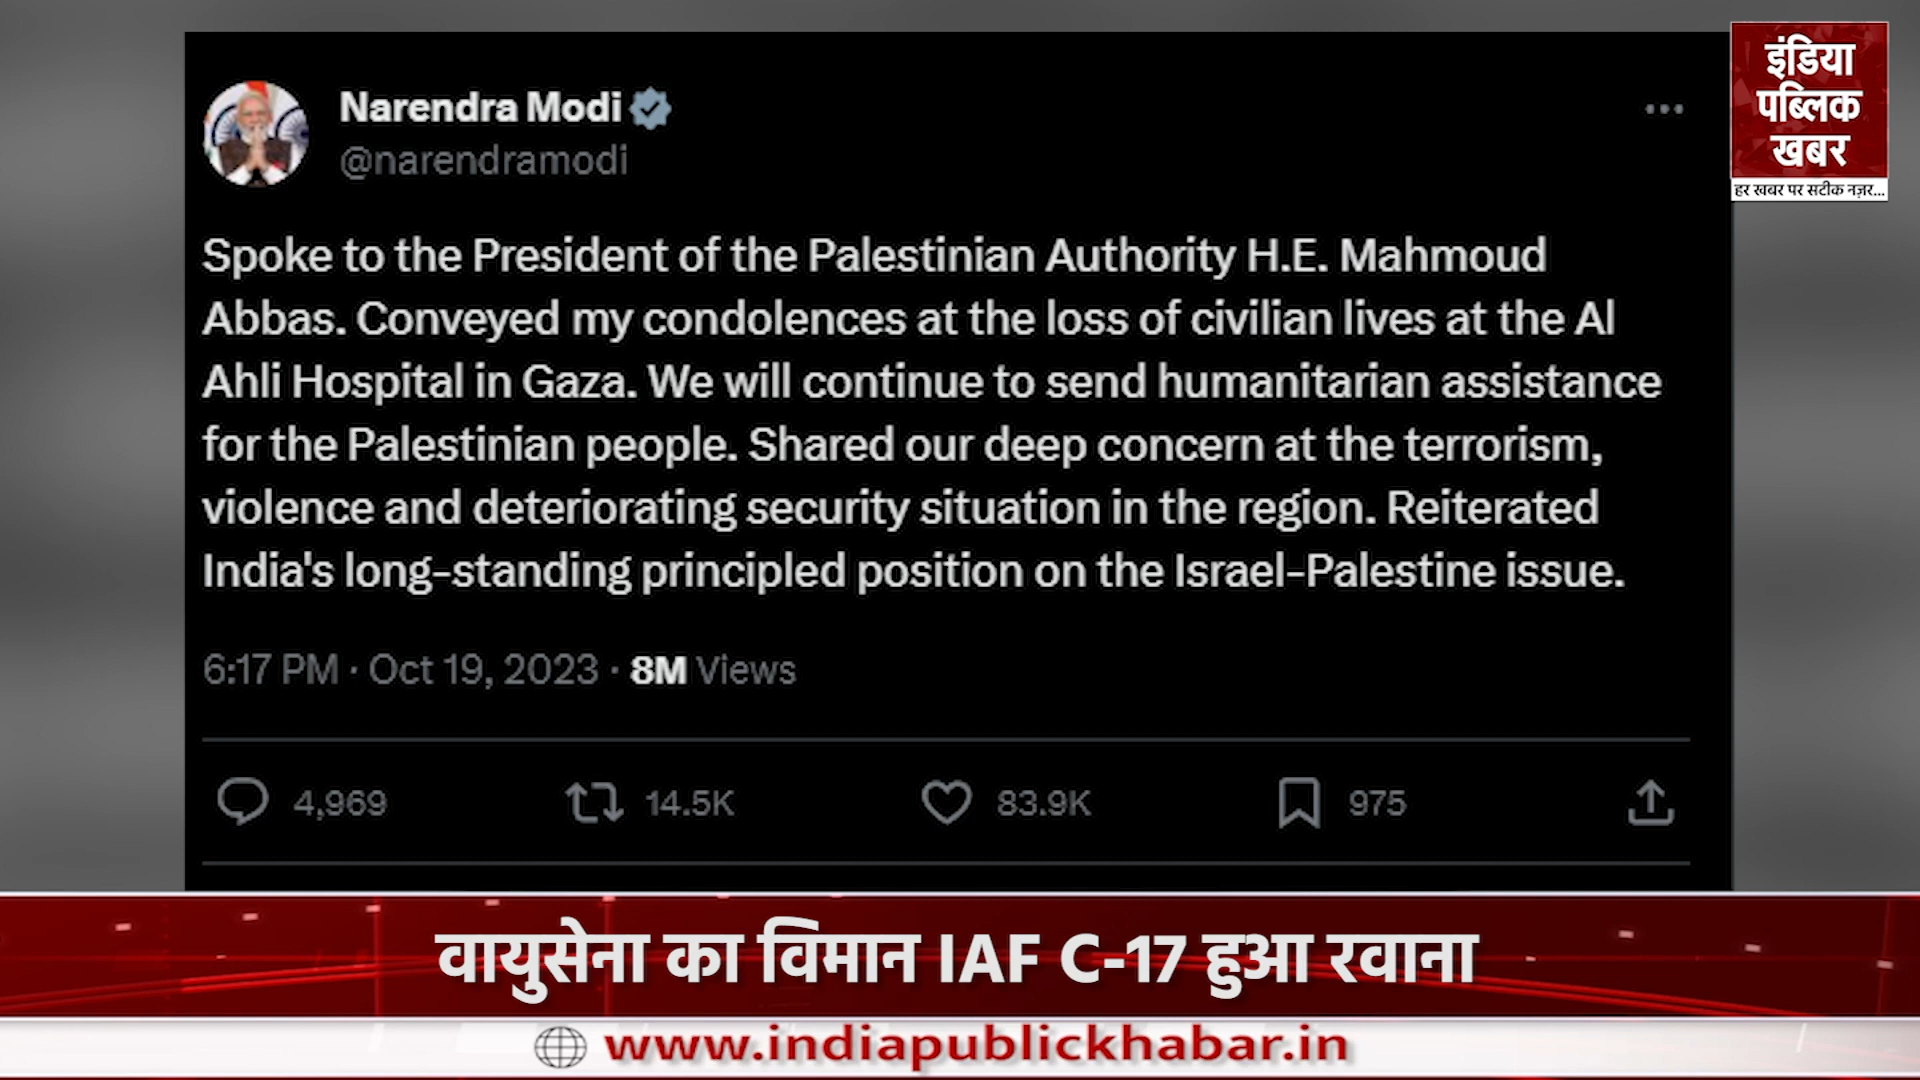 Narendra Modi
@narendramodi
Spoke to the President of the Palestinian Authority H.E. Mahmoud
Abbas. Conveyed my condolences at the loss of civilian lives at the Al
Ahli Hospital in Gaza. We will continue to send humanitarian assistance
for the Palestinian people. Shared our deep concern at the terrorism,
violence and deteriorating security situation in the region. Reiterated
India's long-standing principled position on the Israel-Palestine issue.
6:17 PM · Oct 19, 2023 · 8M Views
4,969 14.5K 83.9K 975
इंडिया
पब्लिक
खबर
हर खबर पर सटीक नज़र...
वायुसेना का विमान IAF C-17 हुआ रवाना
www.indiapublickhabar.in